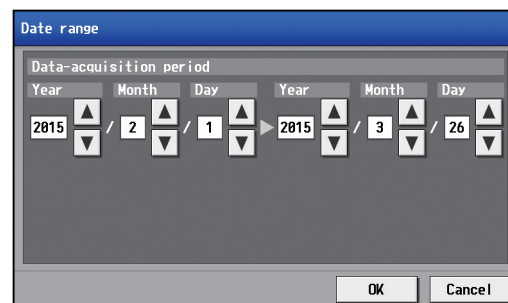 Date range
Data-acquisition period
Year Month Day Year Month Day
2015 / 2 / 1 2015 / 3 / 26
OK Cancel